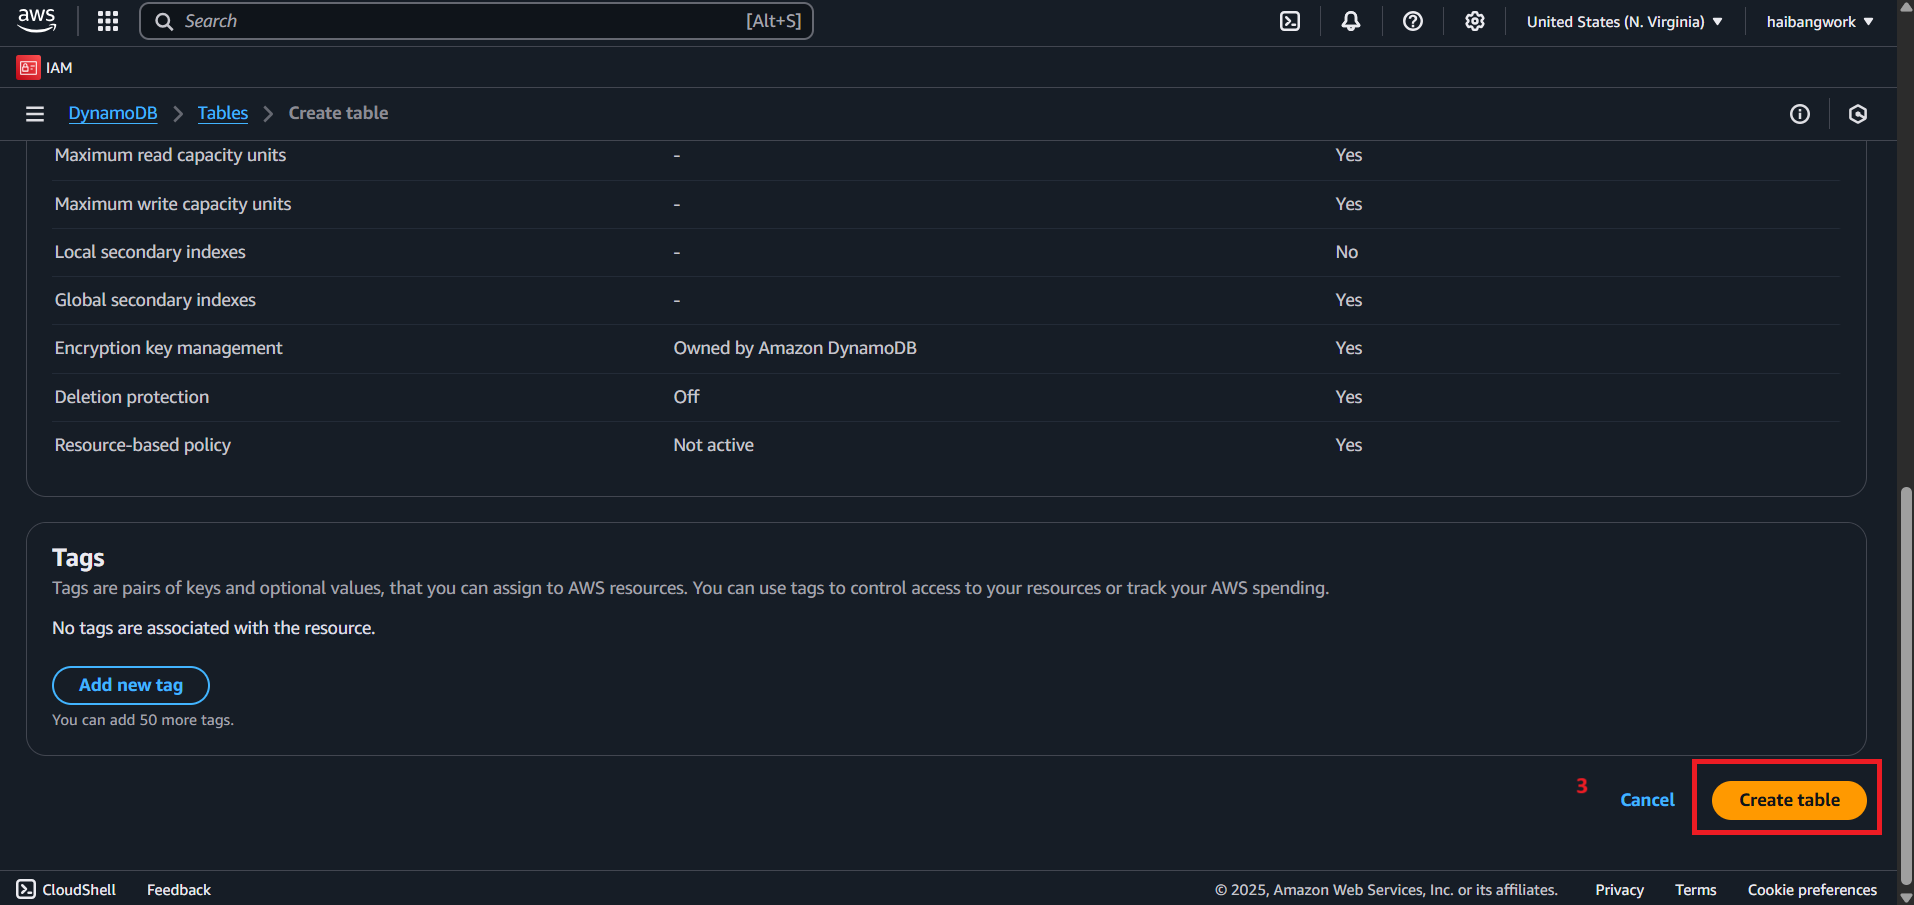 aws Search [Alt+S] United States (N. Virginia) haibangwork
IAM
DynamoDB Tables Create table
Maximum read capacity units - Yes
Maximum write capacity units - Yes
Local secondary indexes - No
Global secondary indexes - Yes
Encryption key management Owned by Amazon DynamoDB Yes
Deletion protection Off Yes
Resource-based policy Not active Yes
Tags
Tags are pairs of keys and optional values, that you can assign to AWS resources. You can use tags to control access to your resources or track your AWS spending.
No tags are associated with the resource.
Add new tag
You can add 50 more tags.
3 Cancel Create table
CloudShell Feedback © 2025, Amazon Web Services, Inc. or its affiliates. Privacy Terms Cookie preferences